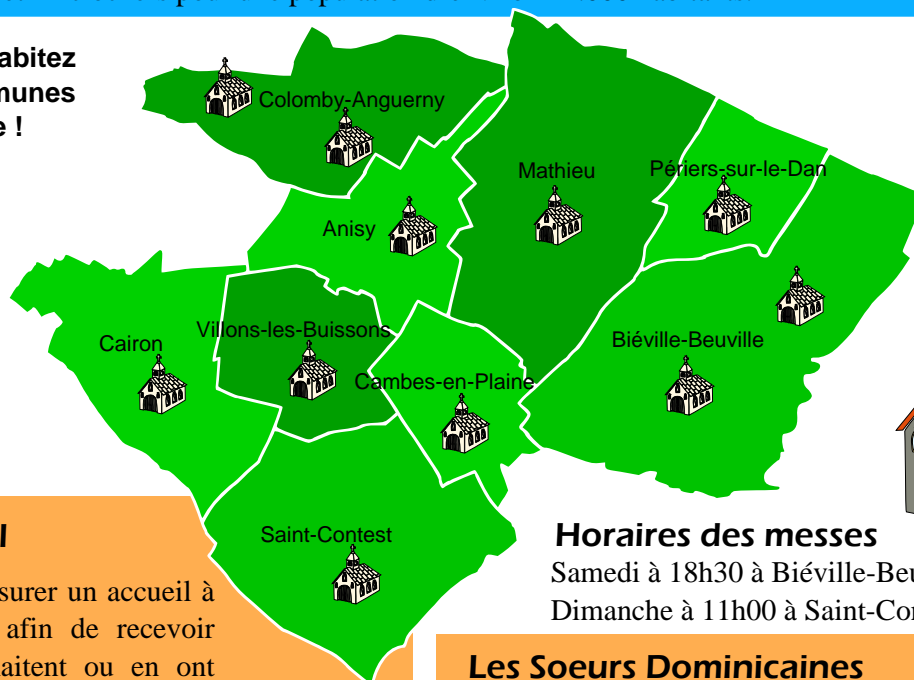 habitants.
abitez
munes
e !
Colomby-Anguerny
Mathieu
Périers-sur-le-Dan
Anisy
Villons-les-Buissons
Cairon
Biéville-Beuville
Cambes-en-Plaine
Saint-Contest
Horaires des messes
Samedi à 18h30 à Biéville-Beu
Dimanche à 11h00 à Saint-Con
surer un accueil à
afin de recevoir
aitent ou en ont
Les Soeurs Dominicaines